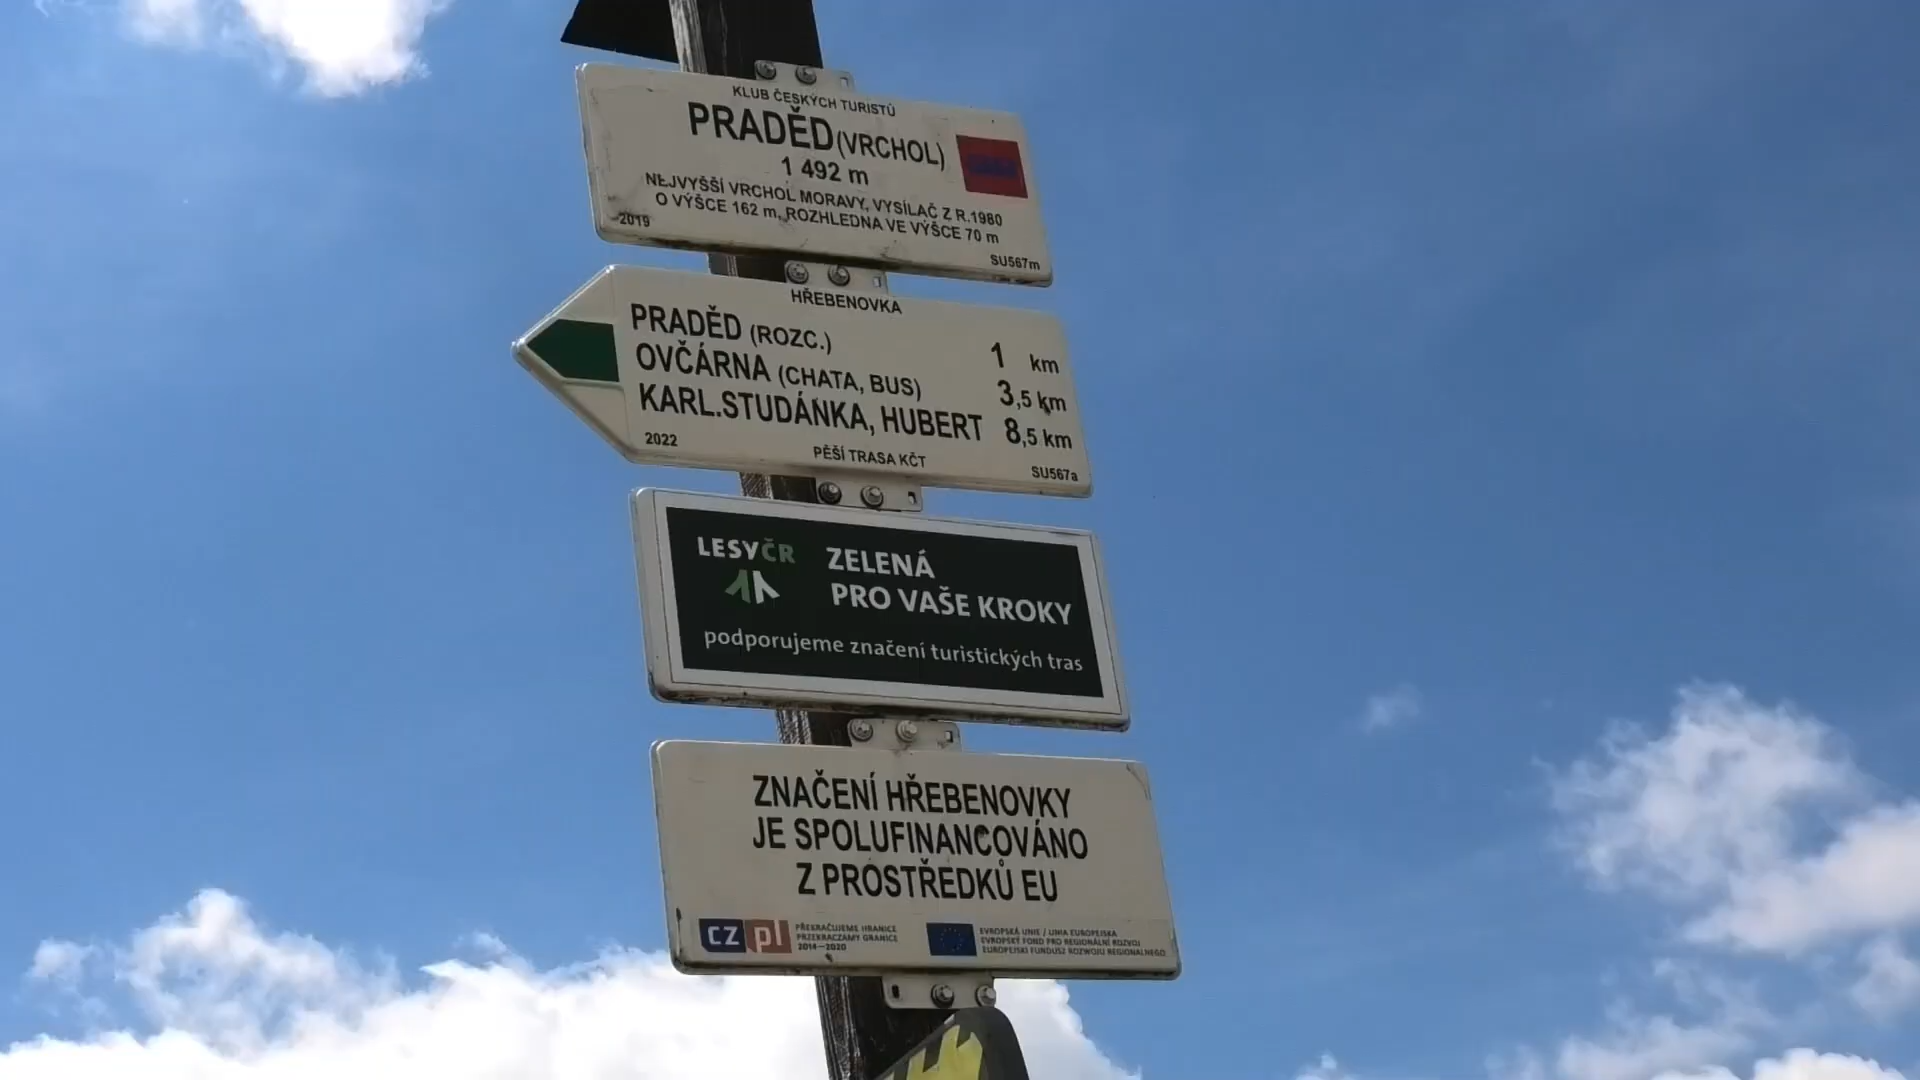 KLUB ČESKÝCH TURISTŮ
PRADĚD (VRCHOL)
1 492 m
NEJVYŠŠÍ VRCHOL MORAVY, VYSÍLAČ Z R.1980
O VÝŠCE 162 m, ROZHLEDNA VE VÝŠCE 70 m
2019
SU567m
HŘEBENOVKA
PRADĚD (ROZC.) 1 km
OVČÁRNA (CHATA, BUS) 3,5 km
KARL.STUDÁNKA, HUBERT 8,5 km
2022
PĚŠÍ TRASA KČT
SU567a
LESY ČR
ZELENÁ
PRO VAŠE KROKY
podporujeme značení turistických tras
ZNAČENÍ HŘEBENOVKY
JE SPOLUFINANCOVÁNO
Z PROSTŘEDKŮ EU
cz pl
PŘEKRAČUJEME HRANICE
PRZEKRACZAMY GRANICE
2014—2020
EVROPSKÁ UNIE / UNIA EUROPEJSKA
EVROPSKÝ FOND PRO REGIONÁLNÍ ROZVOJ
EUROPEJSKI FUNDUSZ ROZWOJU REGIONALNEGO